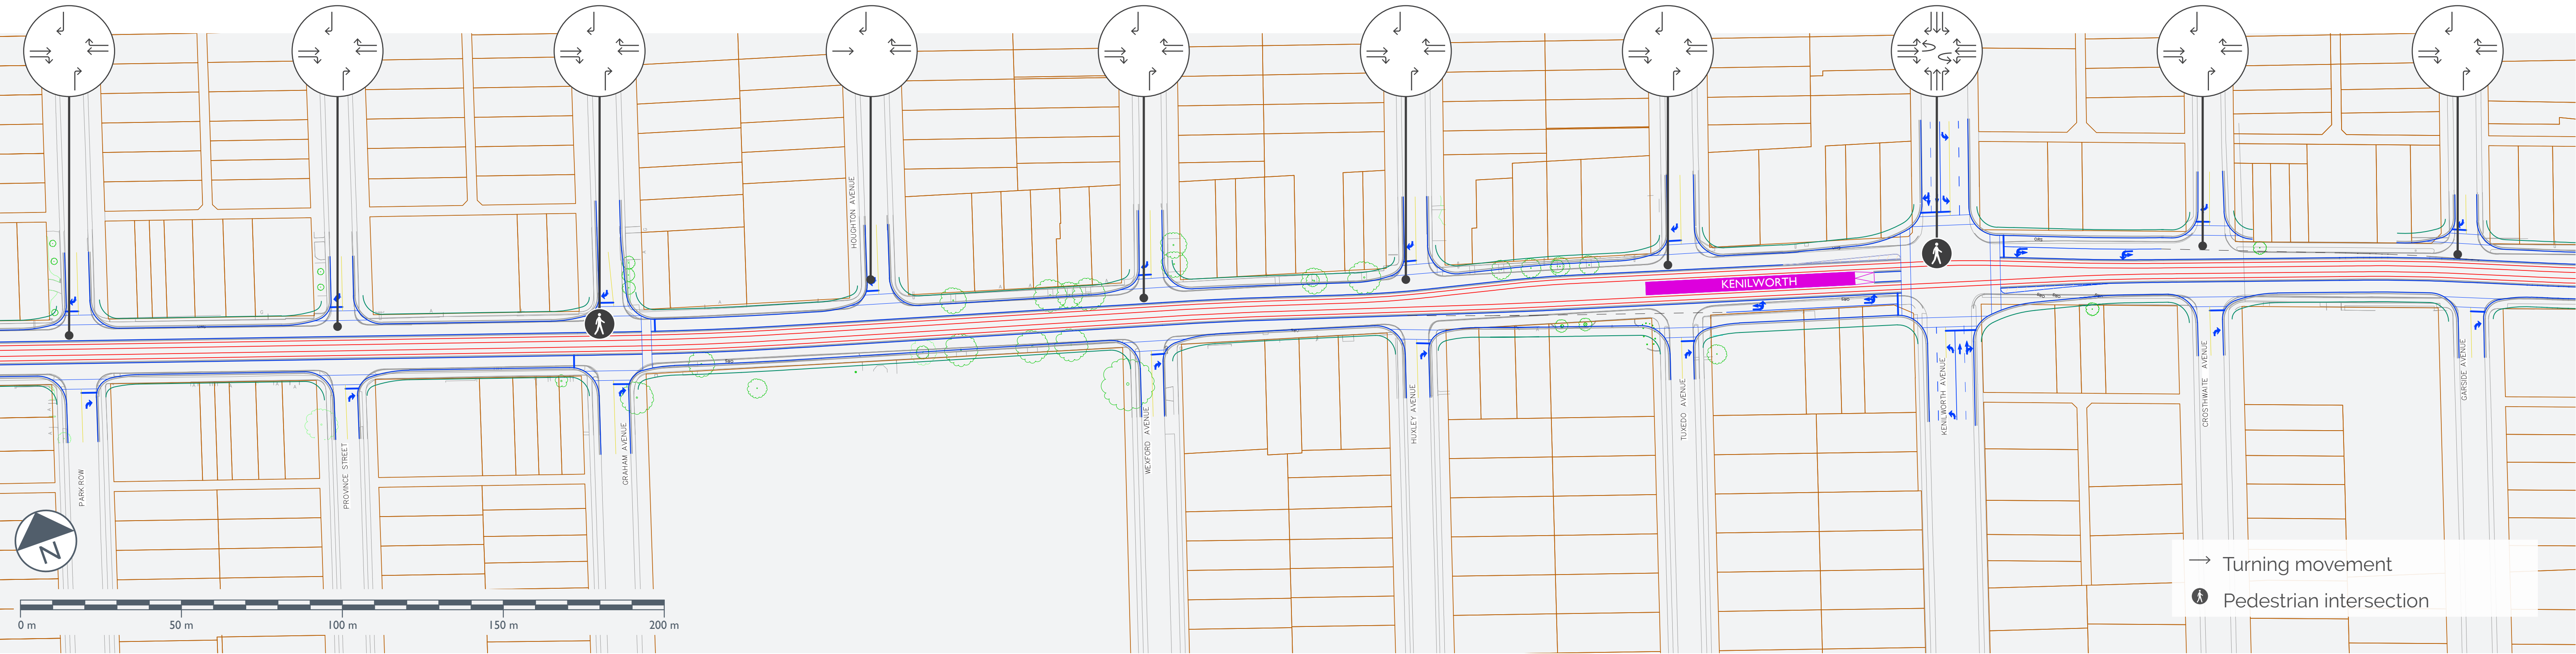 HOUGHTON AVENUE
KENILWORTH
PARK ROW
PROVINCE STREET
GRAHAM AVENUE
WEXFORD AVENUE
HUXLEY AVENUE
TUXEDO AVENUE
KENILWORTH AVENUE
CROSTHWAITE AVENUE
GARSIDE AVENUE
N
0 m
50 m
100 m
150 m
200 m
Turning movement
Pedestrian intersection